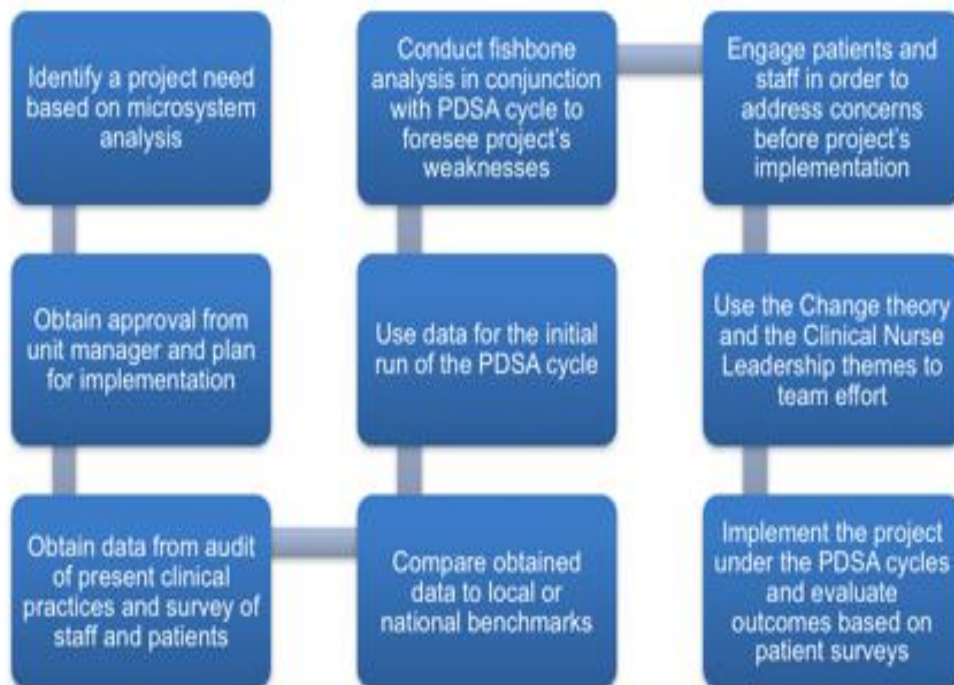 Identify a project need
based on microsystem
analysis
Obtain approval from
unit manager and plan
for implementation
Obtain data from audit
of present clinical
practices and survey of
staff and patients
Compare obtained
data to local or
national benchmarks
Use data for the initial
run of the PDSA cycle
Conduct fishbone
analysis in conjunction
with PDSA cycle to
foresee project's
weaknesses
Engage patients and
staff in order to
address concerns
before project's
implementation
Use the Change theory
and the Clinical Nurse
Leadership themes to
team effort
Implement the project
under the PDSA cycles
and evaluate
outcomes based on
patient surveys